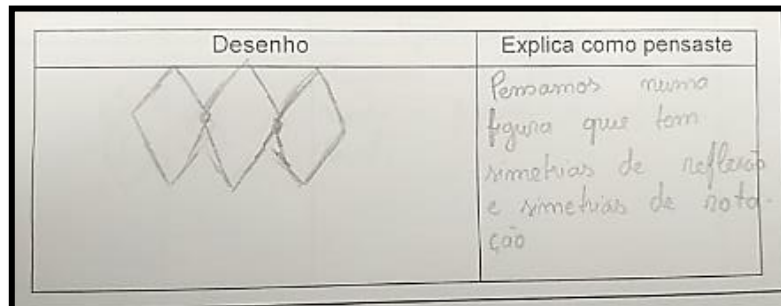 Desenho
Explica como pensaste
Pensamos numa
figura que tem
simetrias de reflexão
e simetrias de rota-
ção